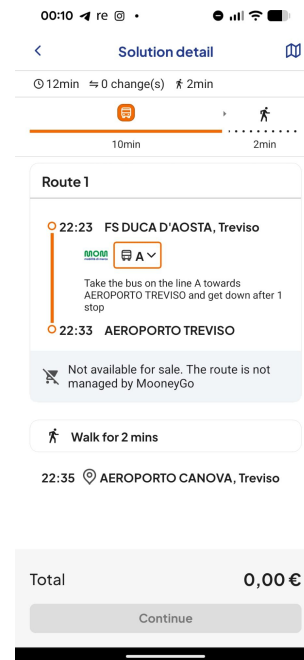 00:10 re
Solution detail
12min 0 change(s) 2min
10min 2min
Route 1
22:23 FS DUCA D'AOSTA, Treviso
MOM A
Take the bus on the line A towards
AEROPORTO TREVISO and get down after 1
stop
22:33 AEROPORTO TREVISO
Not available for sale. The route is not
managed by MooneyGo
Walk for 2 mins
22:35 AEROPORTO CANOVA, Treviso
Total 0,00 €
Continue